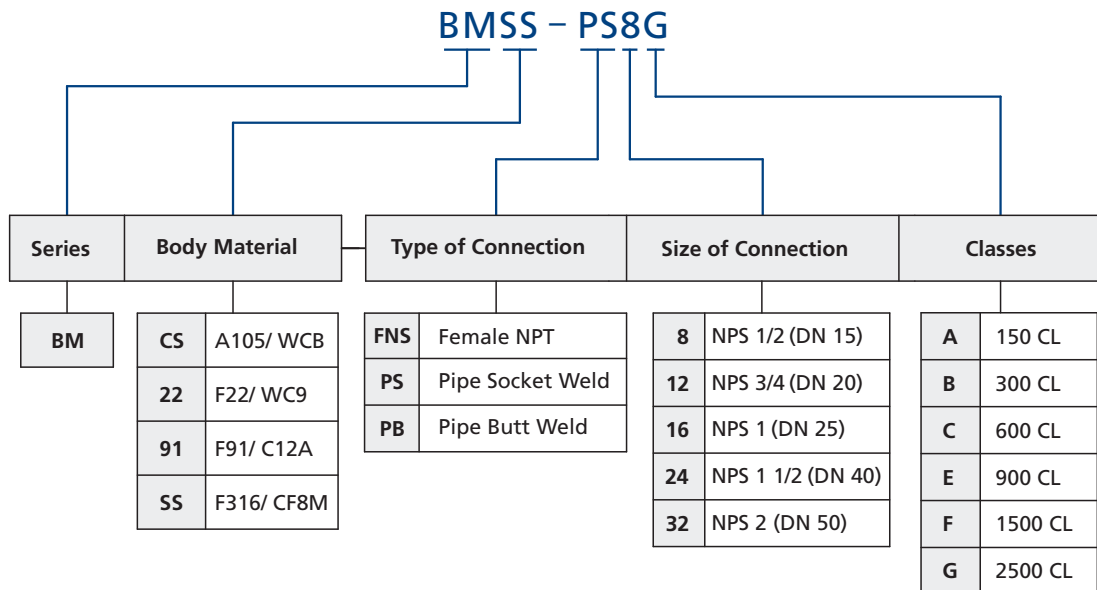 BMSS – PS8G
Series Body Material Type of Connection Size of Connection Classes
BM
CS A105/ WCB
22 F22/ WC9
91 F91/ C12A
SS F316/ CF8M
FNS Female NPT
PS Pipe Socket Weld
PB Pipe Butt Weld
8 NPS 1/2 (DN 15)
12 NPS 3/4 (DN 20)
16 NPS 1 (DN 25)
24 NPS 1 1/2 (DN 40)
32 NPS 2 (DN 50)
A 150 CL
B 300 CL
C 600 CL
E 900 CL
F 1500 CL
G 2500 CL